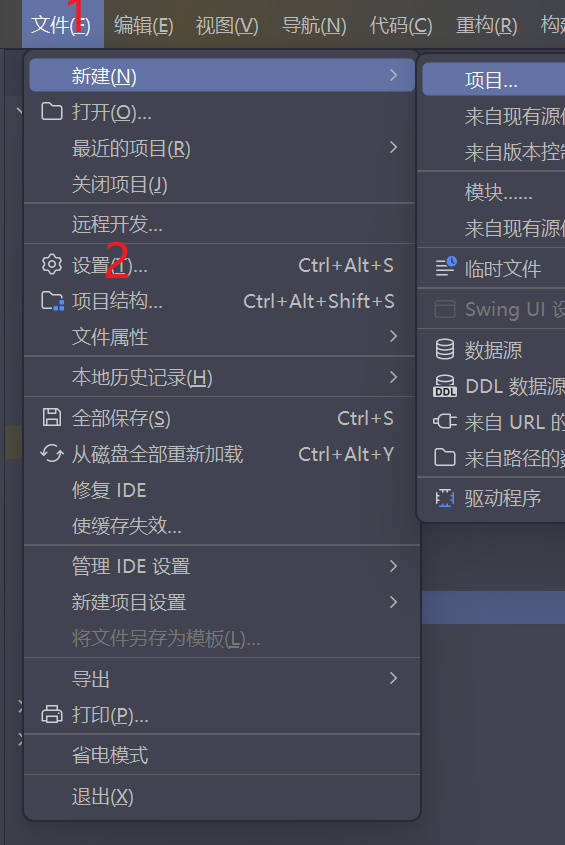 文件(F) 编辑(E) 视图(V) 导航(N) 代码(C) 重构(R)
1
新建(N)
打开(O)...
最近的项目(R)
关闭项目(J)
远程开发...
2
设置(T)... Ctrl+Alt+S
项目结构... Ctrl+Alt+Shift+S
文件属性
本地历史记录(H)
全部保存(S) Ctrl+S
从磁盘全部重新加载 Ctrl+Alt+Y
修复 IDE
使缓存失效...
管理 IDE 设置
新建项目设置
将文件另存为模板(L)...
导出
打印(P)...
省电模式
退出(X)
项目...
来自现有源
来自版本控
模块......
来自现有源
临时文件
Swing UI 设
数据源
DDL 数据源
来自 URL 的
来自路径的
驱动程序